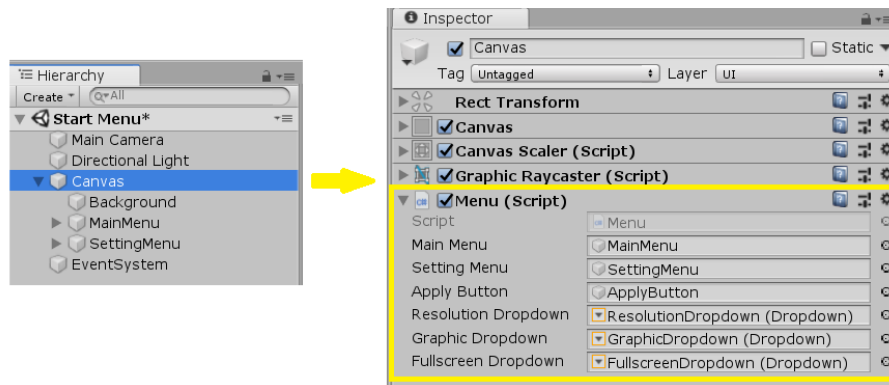 Hierarchy
Create
All
Start Menu*
Main Camera
Directional Light
Canvas
Background
MainMenu
SettingMenu
EventSystem
Inspector
Canvas
Static
Tag Untagged Layer UI
Rect Transform
Canvas
Canvas Scaler (Script)
Graphic Raycaster (Script)
Menu (Script)
Script Menu
Main Menu MainMenu
Setting Menu SettingMenu
Apply Button ApplyButton
Resolution Dropdown ResolutionDropdown (Dropdown)
Graphic Dropdown GraphicDropdown (Dropdown)
Fullscreen Dropdown FullscreenDropdown (Dropdown)